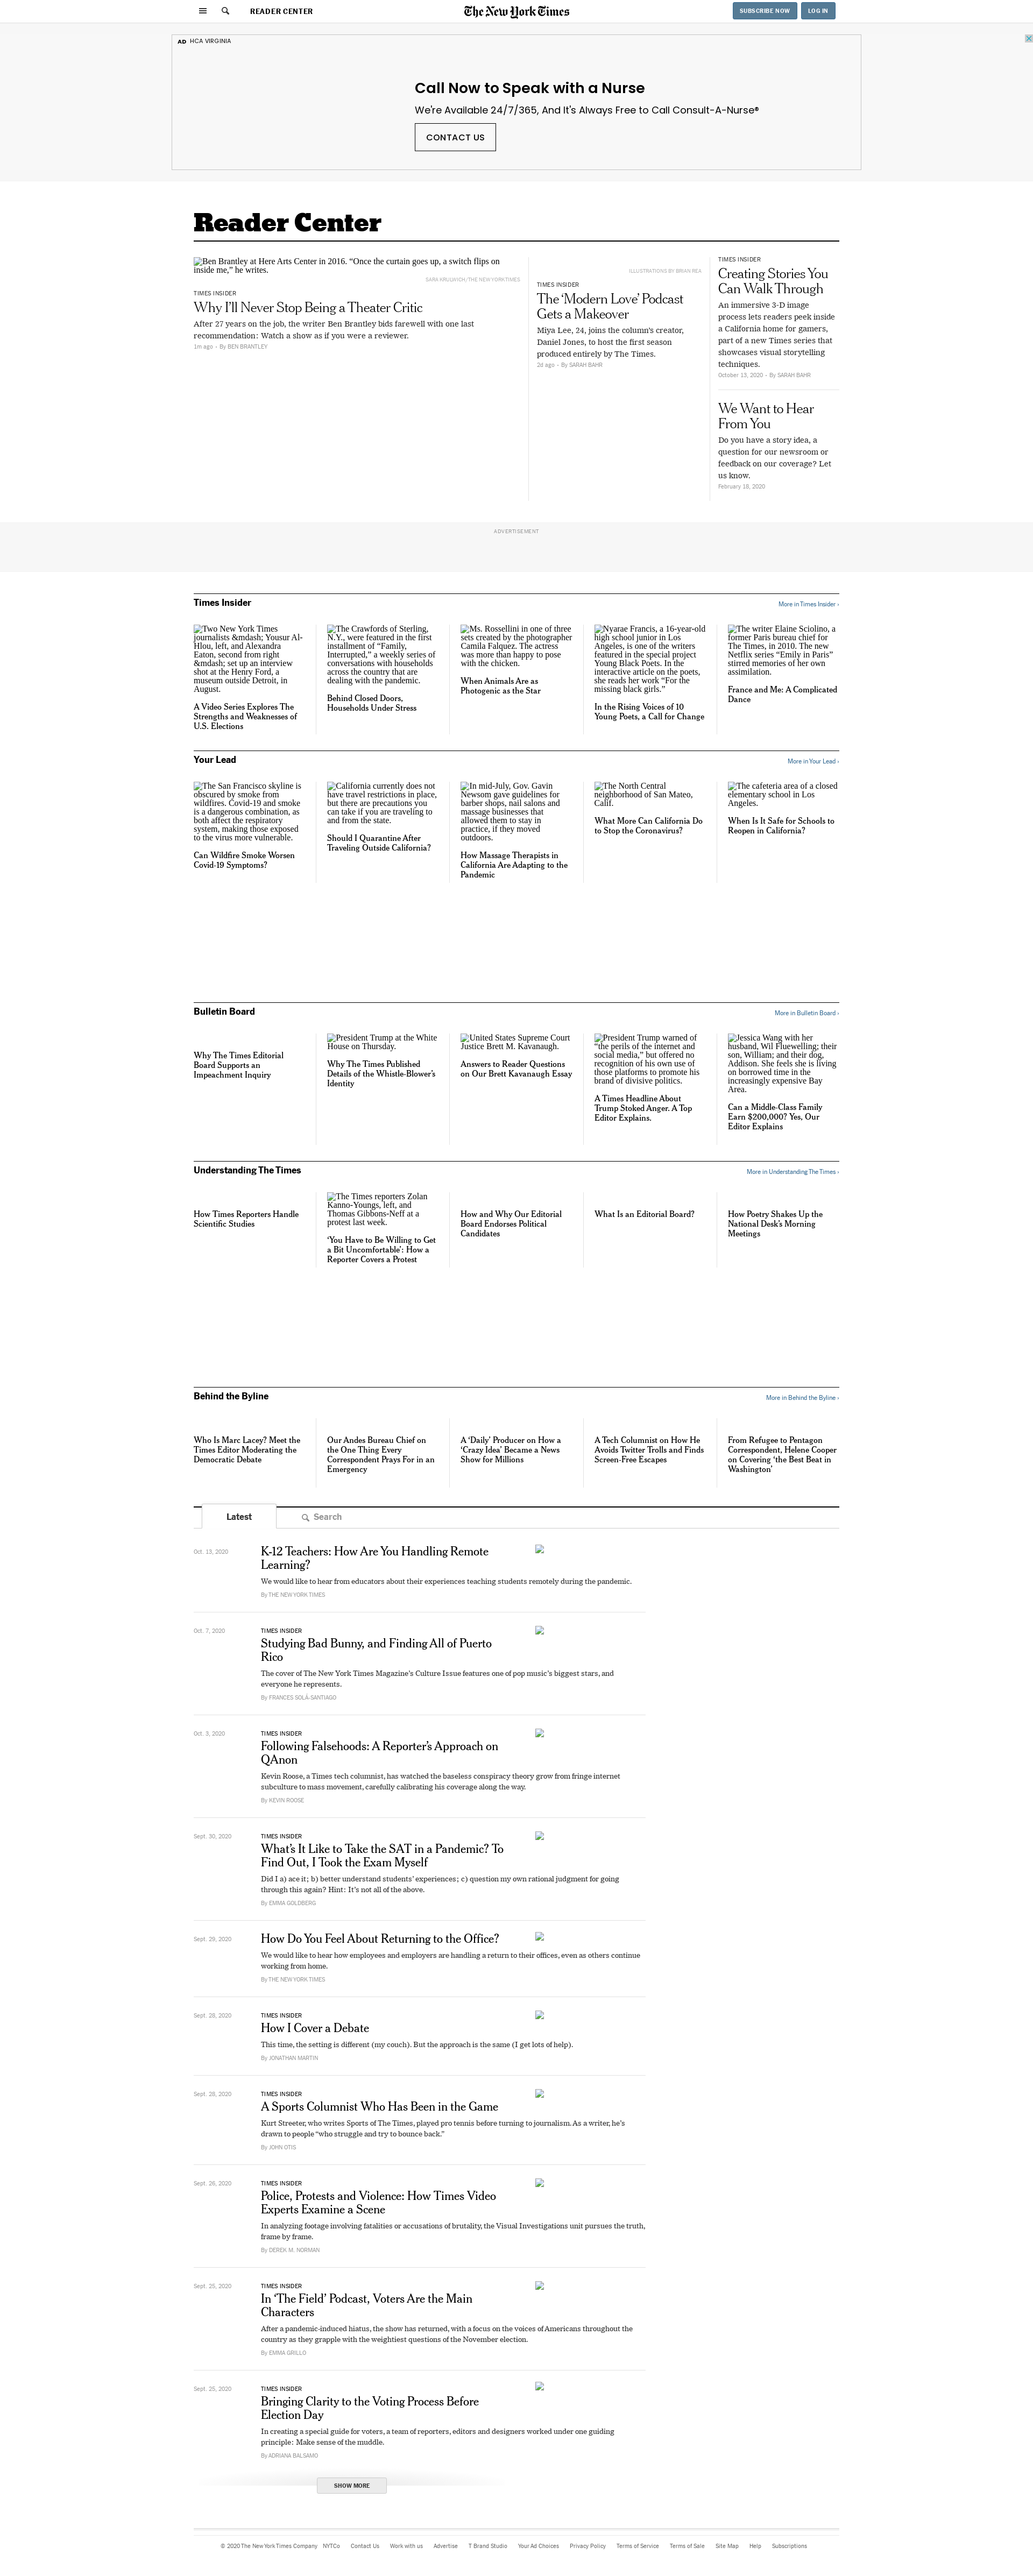 READER CENTER
The New York Times
SUBSCRIBE NOW
LOG IN
AD HCA VIRGINIA
Call Now to Speak with a Nurse
We're Available 24/7/365, And It's Always Free to Call Consult-A-Nurse®
CONTACT US
Reader Center
Ben Brantley at Here Arts Center in 2016. “Once the curtain goes up, a switch flips on
inside me,” he writes.
SARA KRULWICH/THE NEW YORK TIMES
TIMES INSIDER
Why I’ll Never Stop Being a Theater Critic
After 27 years on the job, the writer Ben Brantley bids farewell with one last
recommendation: Watch a show as if you were a reviewer.
1m ago · By BEN BRANTLEY
ILLUSTRATIONS BY BRIAN REA
TIMES INSIDER
The ‘Modern Love’ Podcast
Gets a Makeover
Miya Lee, 24, joins the column’s creator,
Daniel Jones, to host the first season
produced entirely by The Times.
2d ago · By SARAH BAHR
TIMES INSIDER
Creating Stories You
Can Walk Through
An immersive 3-D image
process lets readers peek inside
a California home for gamers,
part of a new Times series that
showcases visual storytelling
techniques.
October 13, 2020 · By SARAH BAHR
We Want to Hear
From You
Do you have a story idea, a
question for our newsroom or
feedback on our coverage? Let
us know.
February 18, 2020
ADVERTISEMENT
Times Insider
More in Times Insider ›
Two New York Times
journalists &mdash; Yousur Al-
Hlou, left, and Alexandra
Eaton, second from right
&mdash; set up an interview
shot at the Henry Ford, a
museum outside Detroit, in
August.
A Video Series Explores The
Strengths and Weaknesses of
U.S. Elections
The Crawfords of Sterling,
N.Y., were featured in the first
installment of “Family,
Interrupted,” a weekly series of
conversations with households
across the country that are
dealing with the pandemic.
Behind Closed Doors,
Households Under Stress
Ms. Rossellini in one of three
sets created by the photographer
Camila Falquez. The actress
was more than happy to pose
with the chicken.
When Animals Are as
Photogenic as the Star
Nyarae Francis, a 16-year-old
high school junior in Los
Angeles, is one of the writers
featured of the special project
Young Black Poets. In the
interactive article on the poets,
she reads her work “For the
missing black girls.”
In the Rising Voices of 10
Young Poets, a Call for Change
The writer Elaine Sciolino, a
former Paris bureau chief for
The Times, in 2010. The new
Netflix series “Emily in Paris”
stirred memories of her own
assimilation.
France and Me: A Complicated
Dance
Your Lead
More in Your Lead ›
The San Francisco skyline is
obscured by smoke from
wildfires. Covid-19 and smoke
is a dangerous combination, as
both affect the respiratory
system, making those exposed
to the virus more vulnerable.
Can Wildfire Smoke Worsen
Covid-19 Symptoms?
California currently does not
have travel restrictions in place,
but there are precautions you
can take if you are traveling to
and from the state.
Should I Quarantine After
Traveling Outside California?
In mid-July, Gov. Gavin
Newsom gave guidelines for
barber shops, nail salons and
massage businesses that
allowed them to stay in
practice, if they moved
outdoors.
How Massage Therapists in
California Are Adapting to the
Pandemic
The North Central
neighborhood of San Mateo,
Calif.
What More Can California Do
to Stop the Coronavirus?
The cafeteria area of a closed
elementary school in Los
Angeles.
When Is It Safe for Schools to
Reopen in California?
Bulletin Board
More in Bulletin Board ›
Why The Times Editorial
Board Supports an
Impeachment Inquiry
President Trump at the White
House on Thursday.
Why The Times Published
Details of the Whistle-Blower’s
Identity
United States Supreme Court
Justice Brett M. Kavanaugh.
Answers to Reader Questions
on Our Brett Kavanaugh Essay
President Trump warned of
“the perils of the internet and
social media,” but offered no
recognition of his own use of
those platforms to promote his
brand of divisive politics.
A Times Headline About
Trump Stoked Anger. A Top
Editor Explains.
Jessica Wang with her
husband, Wil Fluewelling; their
son, William; and their dog,
Addison. She feels she is living
on borrowed time in the
increasingly expensive Bay
Area.
Can a Middle-Class Family
Earn $200,000? Yes, Our
Editor Explains
Understanding The Times
More in Understanding The Times ›
How Times Reporters Handle
Scientific Studies
The Times reporters Zolan
Kanno-Youngs, left, and
Thomas Gibbons-Neff at a
protest last week.
‘You Have to Be Willing to Get
a Bit Uncomfortable’: How a
Reporter Covers a Protest
How and Why Our Editorial
Board Endorses Political
Candidates
What Is an Editorial Board?
How Poetry Shakes Up the
National Desk’s Morning
Meetings
Behind the Byline
More in Behind the Byline ›
Who Is Marc Lacey? Meet the
Times Editor Moderating the
Democratic Debate
Our Andes Bureau Chief on
the One Thing Every
Correspondent Prays For in an
Emergency
A ‘Daily’ Producer on How a
‘Crazy Idea’ Became a News
Show for Millions
A Tech Columnist on How He
Avoids Twitter Trolls and Finds
Screen-Free Escapes
From Refugee to Pentagon
Correspondent, Helene Cooper
on Covering ‘the Best Beat in
Washington’
Latest
Search
Oct. 13, 2020
K-12 Teachers: How Are You Handling Remote
Learning?
We would like to hear from educators about their experiences teaching students remotely during the pandemic.
By THE NEW YORK TIMES
Oct. 7, 2020
TIMES INSIDER
Studying Bad Bunny, and Finding All of Puerto
Rico
The cover of The New York Times Magazine’s Culture Issue features one of pop music’s biggest stars, and
everyone he represents.
By FRANCES SOLÁ-SANTIAGO
Oct. 3, 2020
TIMES INSIDER
Following Falsehoods: A Reporter’s Approach on
QAnon
Kevin Roose, a Times tech columnist, has watched the baseless conspiracy theory grow from fringe internet
subculture to mass movement, carefully calibrating his coverage along the way.
By KEVIN ROOSE
Sept. 30, 2020
TIMES INSIDER
What’s It Like to Take the SAT in a Pandemic? To
Find Out, I Took the Exam Myself
Did I a) ace it; b) better understand students’ experiences; c) question my own rational judgment for going
through this again? Hint: It’s not all of the above.
By EMMA GOLDBERG
Sept. 29, 2020
How Do You Feel About Returning to the Office?
We would like to hear how employees and employers are handling a return to their offices, even as others continue
working from home.
By THE NEW YORK TIMES
Sept. 28, 2020
TIMES INSIDER
How I Cover a Debate
This time, the setting is different (my couch). But the approach is the same (I get lots of help).
By JONATHAN MARTIN
Sept. 28, 2020
TIMES INSIDER
A Sports Columnist Who Has Been in the Game
Kurt Streeter, who writes Sports of The Times, played pro tennis before turning to journalism. As a writer, he’s
drawn to people “who struggle and try to bounce back.”
By JOHN OTIS
Sept. 26, 2020
TIMES INSIDER
Police, Protests and Violence: How Times Video
Experts Examine a Scene
In analyzing footage involving fatalities or accusations of brutality, the Visual Investigations unit pursues the truth,
frame by frame.
By DEREK M. NORMAN
Sept. 25, 2020
TIMES INSIDER
In ‘The Field’ Podcast, Voters Are the Main
Characters
After a pandemic-induced hiatus, the show has returned, with a focus on the voices of Americans throughout the
country as they grapple with the weightiest questions of the November election.
By EMMA GRILLO
Sept. 25, 2020
TIMES INSIDER
Bringing Clarity to the Voting Process Before
Election Day
In creating a special guide for voters, a team of reporters, editors and designers worked under one guiding
principle: Make sense of the muddle.
By ADRIANA BALSAMO
SHOW MORE
© 2020 The New York Times Company NYTCo Contact Us Work with us Advertise T Brand Studio Your Ad Choices Privacy Policy Terms of Service Terms of Sale Site Map Help Subscriptions